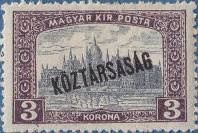 MAGYAR KIR. POSTA
KÖZTÁRSASÁG
3 KORONA 3